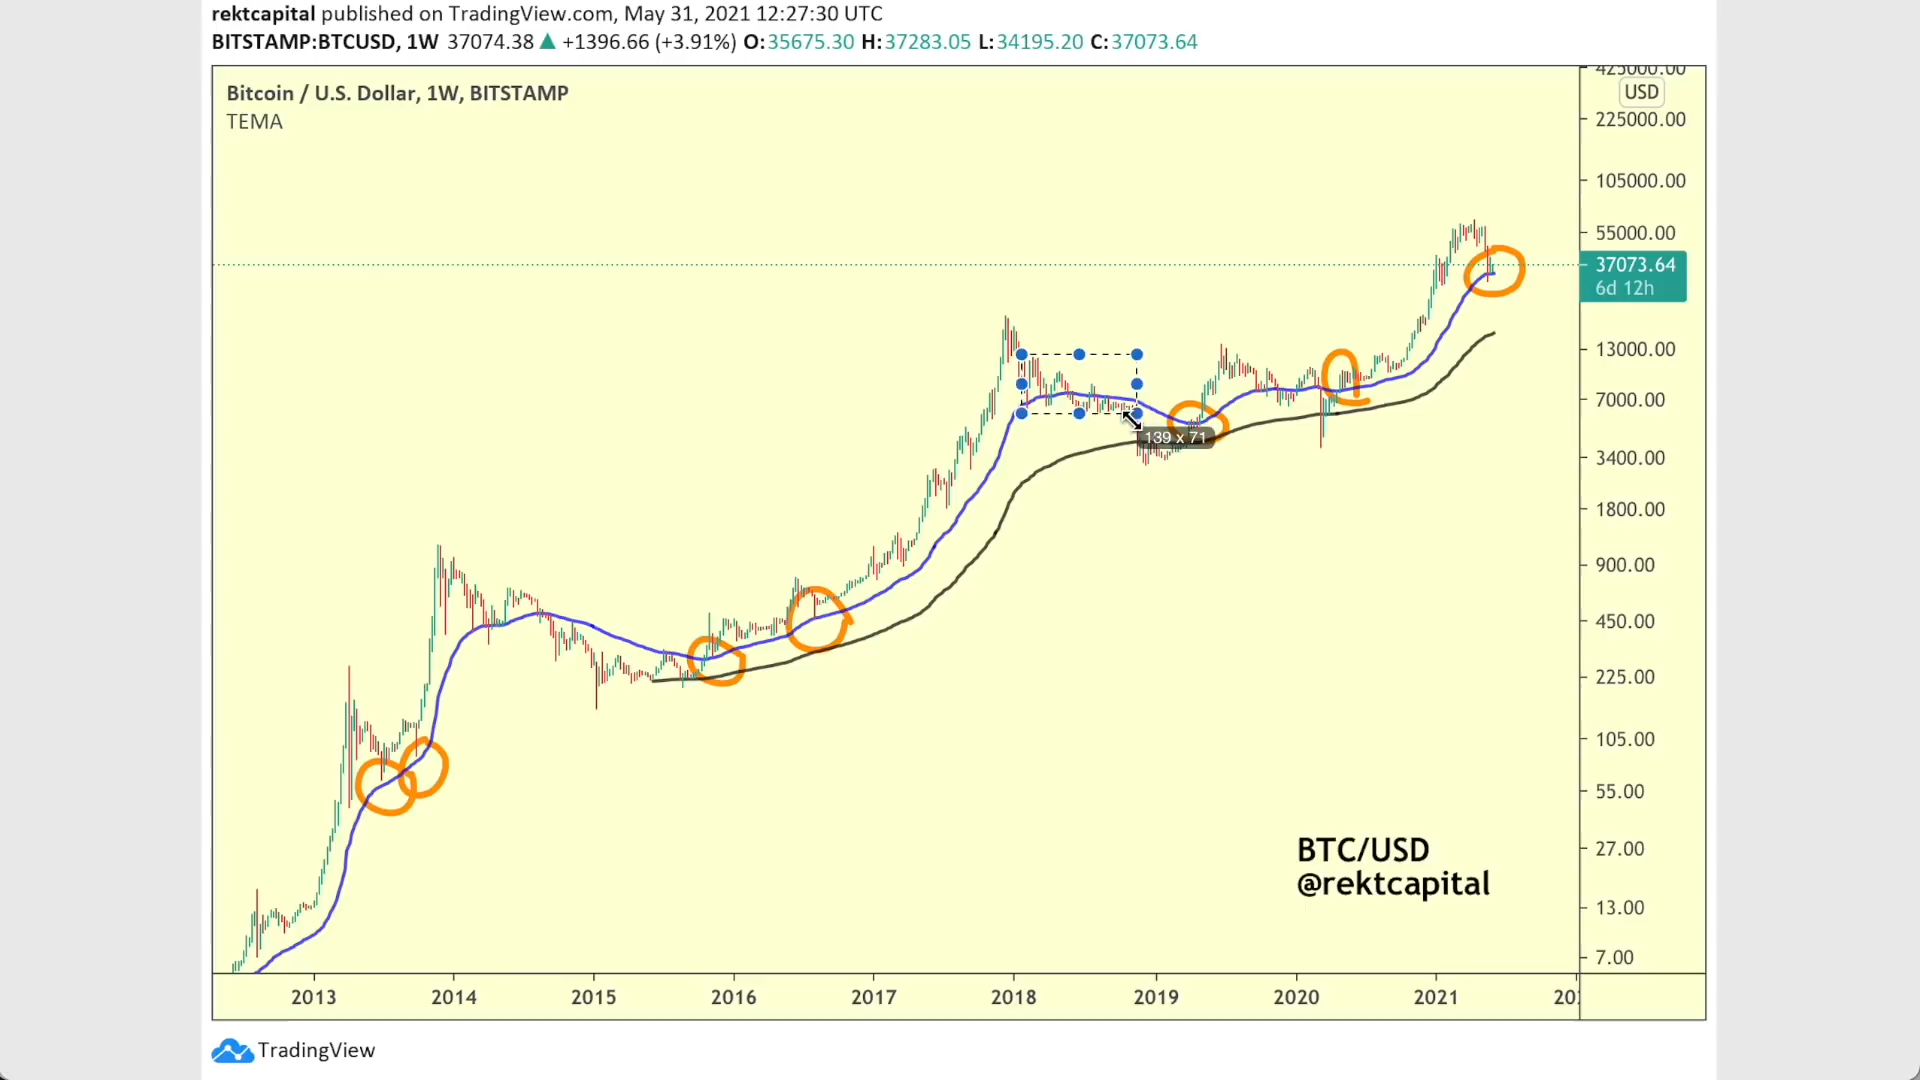 rektcapital published on TradingView.com, May 31, 2021 12:27:30 UTC
BITSTAMP:BTCUSD, 1W 37074.38 ▲ +1396.66 (+3.91%) O:35675.30 H:37283.05 L:34195.20 C:37073.64
Bitcoin / U.S. Dollar, 1W, BITSTAMP
TEMA
425000.00
USD
225000.00
105000.00
55000.00
37073.64
6d 12h
13000.00
7000.00
139 x 71
3400.00
1800.00
900.00
450.00
225.00
105.00
55.00
27.00
13.00
7.00
BTC/USD
@rektcapital
2013 2014 2015 2016 2017 2018 2019 2020 2021
TradingView